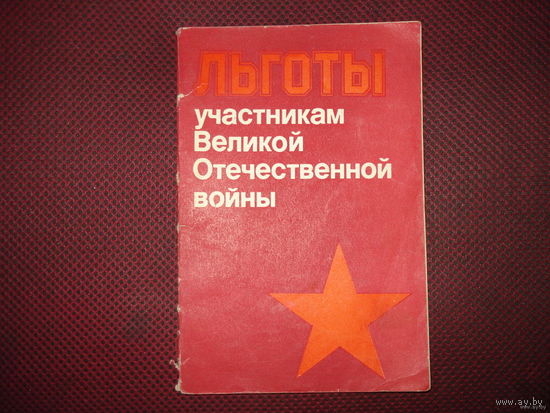 ЛЬГОТЫ
участникам
Великой
Отечественной
войны
www.ay.by